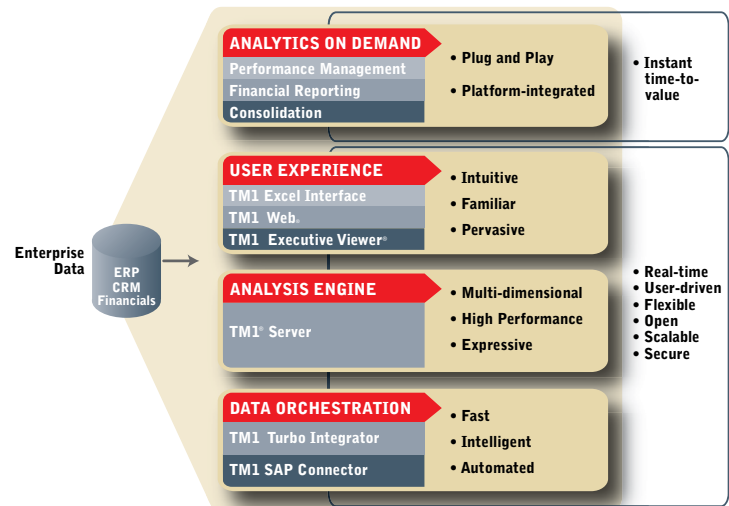 Enterprise
Data
ERP
CRM
Financials
ANALYTICS ON DEMAND
Performance Management
Financial Reporting
Consolidation
• Plug and Play
• Platform-integrated
• Instant
time-to-
value
USER EXPERIENCE
TM1 Excel Interface
TM1 Web®
TM1 Executive Viewer®
• Intuitive
• Familiar
• Pervasive
ANALYSIS ENGINE
TM1® Server
• Multi-dimensional
• High Performance
• Expressive
• Real-time
• User-driven
• Flexible
• Open
• Scalable
• Secure
DATA ORCHESTRATION
TM1 Turbo Integrator
TM1 SAP Connector
• Fast
• Intelligent
• Automated